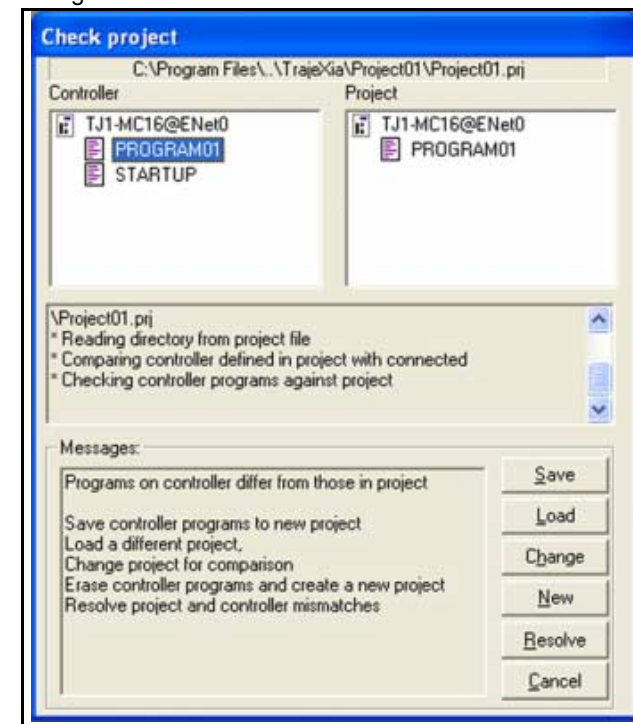 Check project
C:\Program Files\..\TrajeXia\Project01\Project01.prj
Controller
Project
TJ1-MC16@ENet0
PROGRAM01
STARTUP
TJ1-MC16@ENet0
PROGRAM01
\Project01.prj
* Reading directory from project file
* Comparing controller defined in project with connected
* Checking controller programs against project
Messages:
Programs on controller differ from those in project
Save controller programs to new project
Load a different project,
Change project for comparison
Erase controller programs and create a new project
Resolve project and controller mismatches
Save
Load
Change
New
Resolve
Cancel